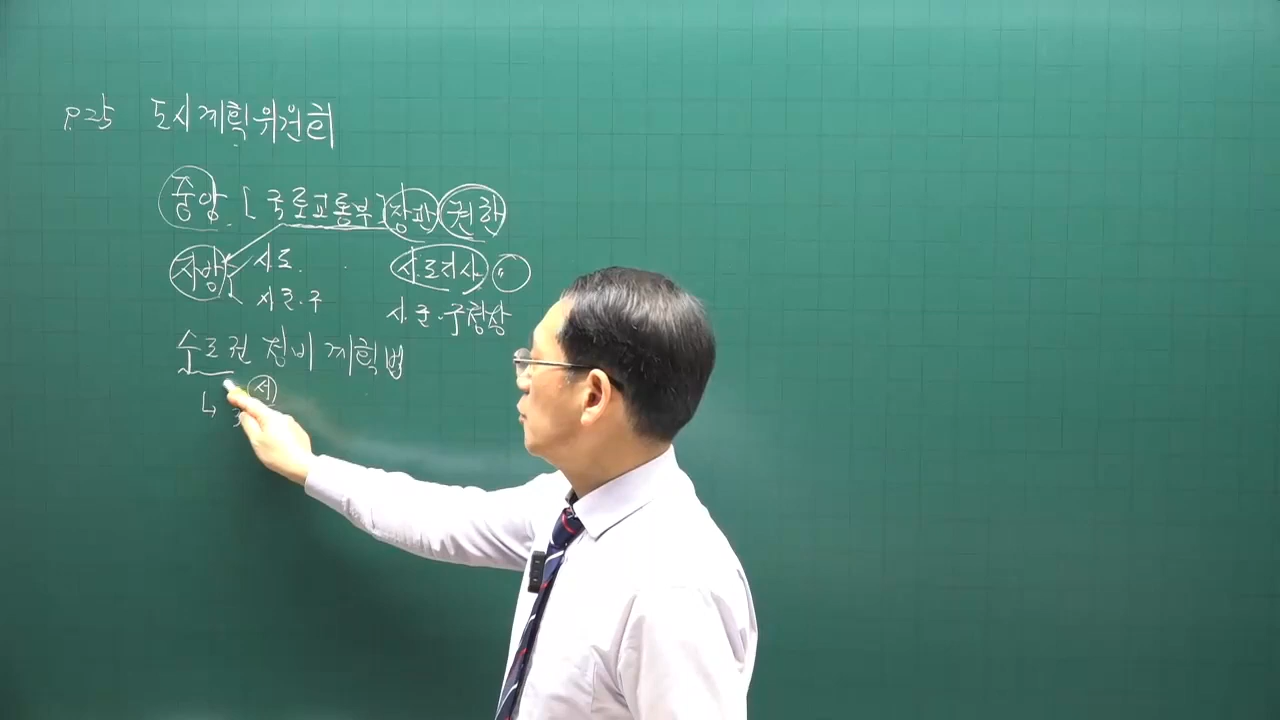 P.25 도시계획위원회
중앙 [국토교통부] 장관 권한
지방 시·도 시·도지사 〃
시·군·구 시·군·구청장
수도권 정비 계획법
↳ 서